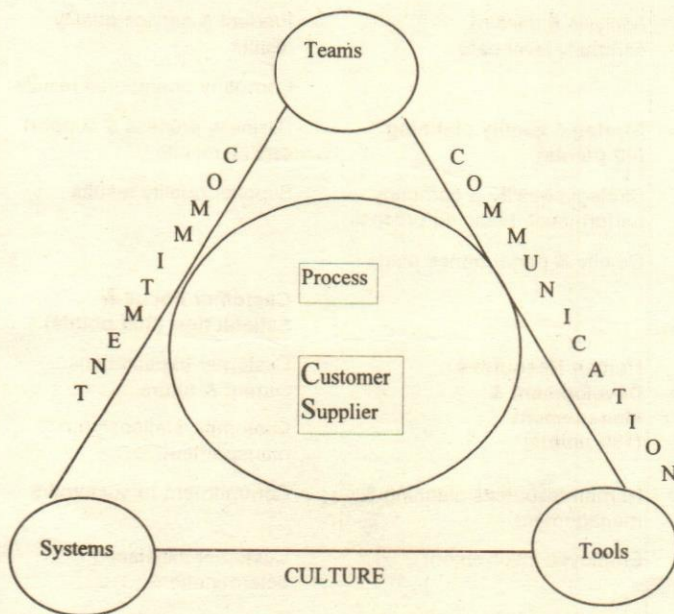 Teams
COMMITMENT
COMMUNICATION
Process
Customer
Supplier
Systems
Tools
CULTURE